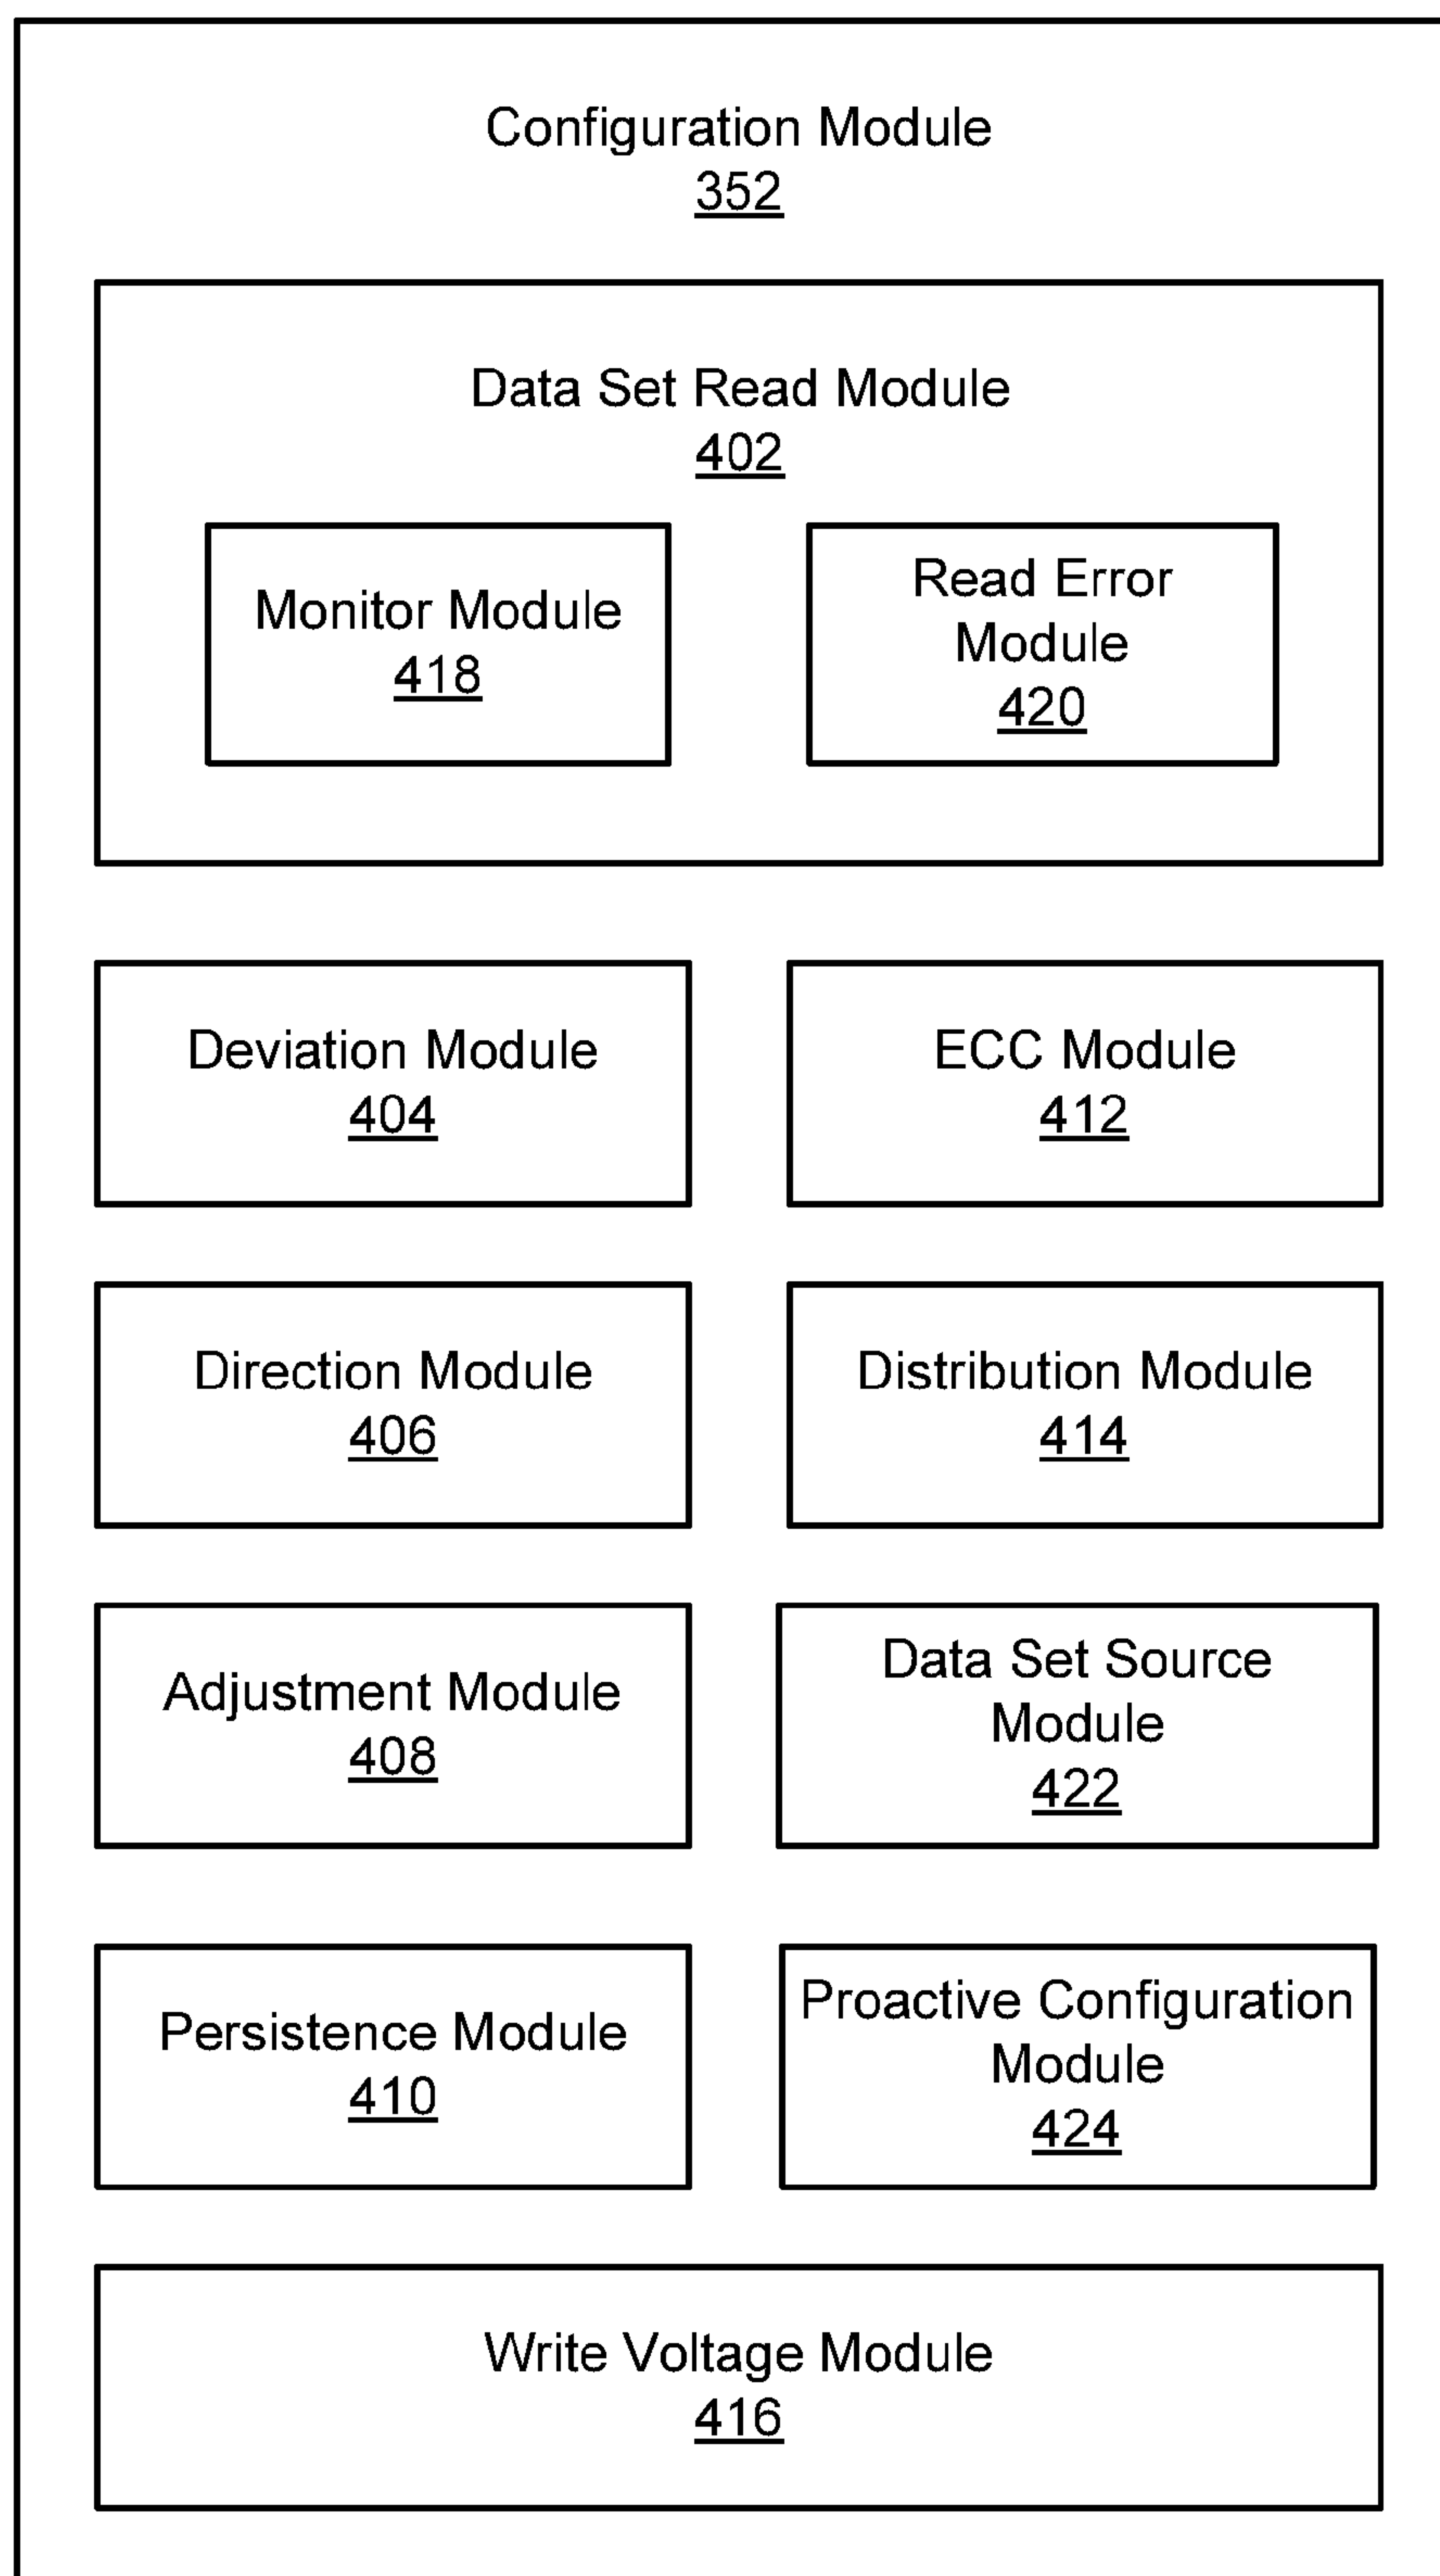 Configuration Module
352
Data Set Read Module
402
Monitor Module
418
Read Error
Module
420
Deviation Module
404
ECC Module
412
Direction Module
406
Distribution Module
414
Adjustment Module
408
Data Set Source
Module
422
Persistence Module
410
Proactive Configuration
Module
424
Write Voltage Module
416